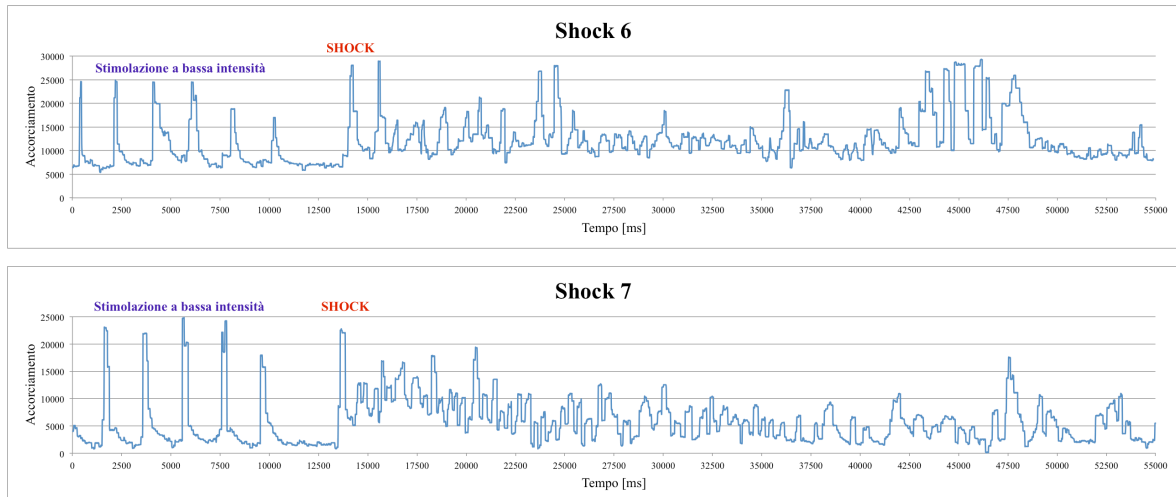 Shock 6
SHOCK
Stimolazione a bassa intensità
30000
25000
20000
15000
10000
5000
0
Accorciamento
0 2500 5000 7500 10000 12500 15000 17500 20000 22500 25000 27500 30000 32500 35000 37500 40000 42500 45000 47500 50000 52500 55000
Tempo [ms]
Shock 7
Stimolazione a bassa intensità SHOCK
25000
20000
15000
10000
5000
0
Accorciamento
0 2500 5000 7500 10000 12500 15000 17500 20000 22500 25000 27500 30000 32500 35000 37500 40000 42500 45000 47500 50000 52500 55000
Tempo [ms]